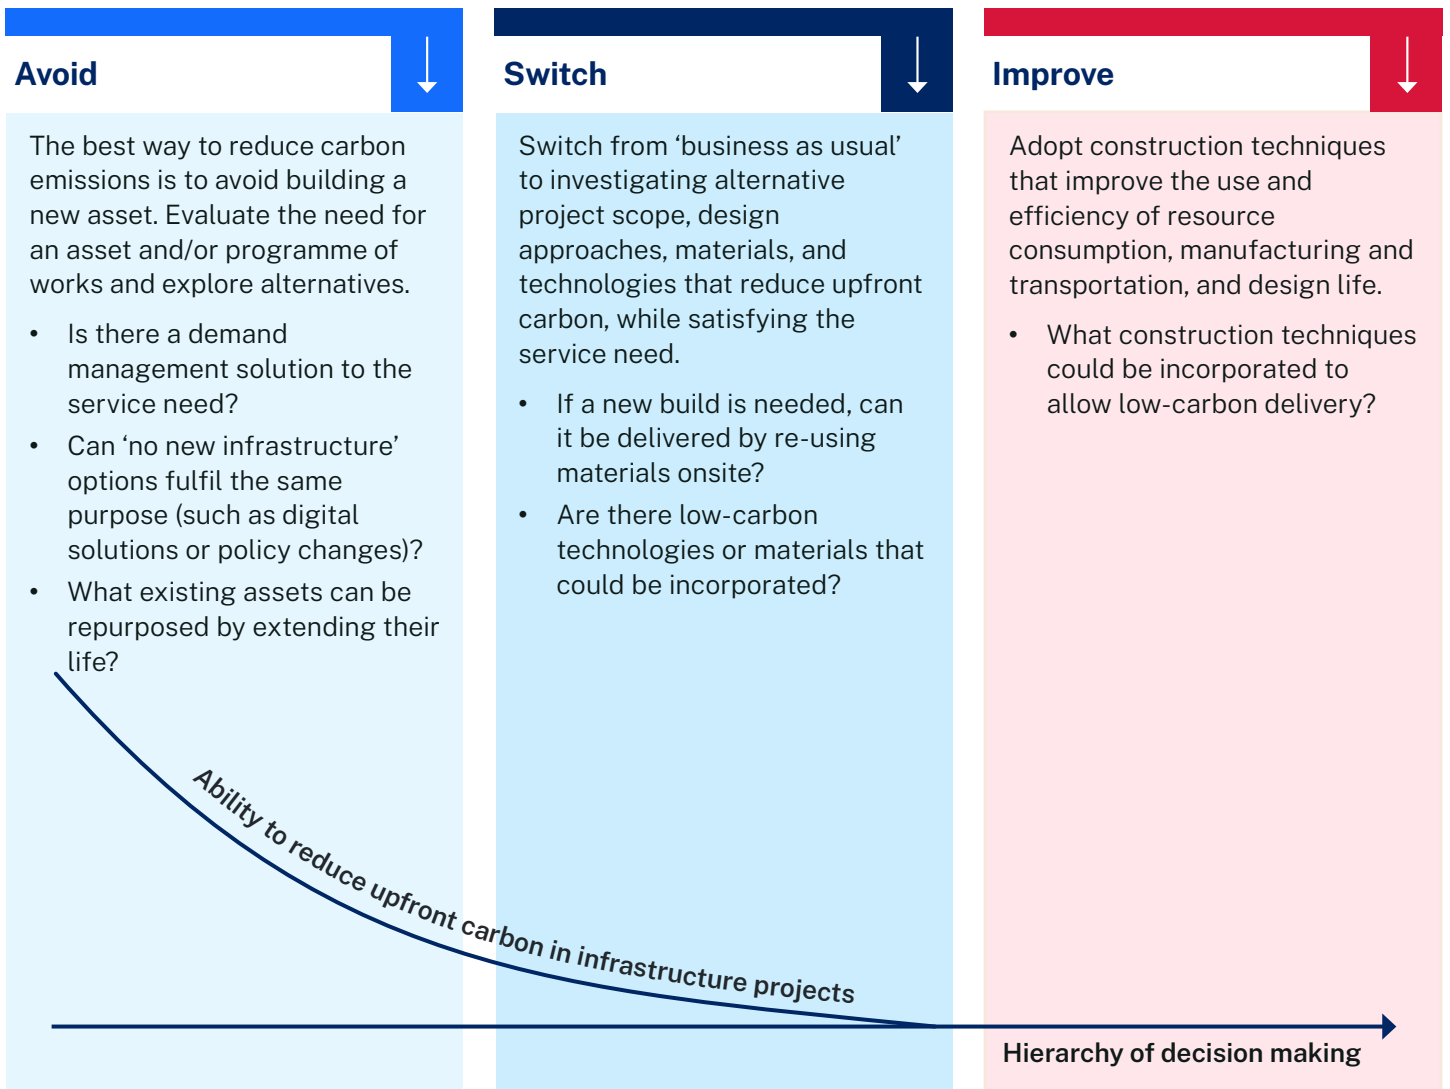 Avoid
The best way to reduce carbon
emissions is to avoid building a
new asset. Evaluate the need for
an asset and/or programme of
works and explore alternatives.
• Is there a demand
management solution to the
service need?
• Can ‘no new infrastructure’
options fulfil the same
purpose (such as digital
solutions or policy changes)?
• What existing assets can be
repurposed by extending their
life?
Switch
Switch from ‘business as usual’
to investigating alternative
project scope, design
approaches, materials, and
technologies that reduce upfront
carbon, while satisfying the
service need.
• If a new build is needed, can
it be delivered by re-using
materials onsite?
• Are there low-carbon
technologies or materials that
could be incorporated?
Improve
Adopt construction techniques
that improve the use and
efficiency of resource
consumption, manufacturing and
transportation, and design life.
• What construction techniques
could be incorporated to
allow low-carbon delivery?
Ability to reduce upfront carbon in infrastructure projects
Hierarchy of decision making